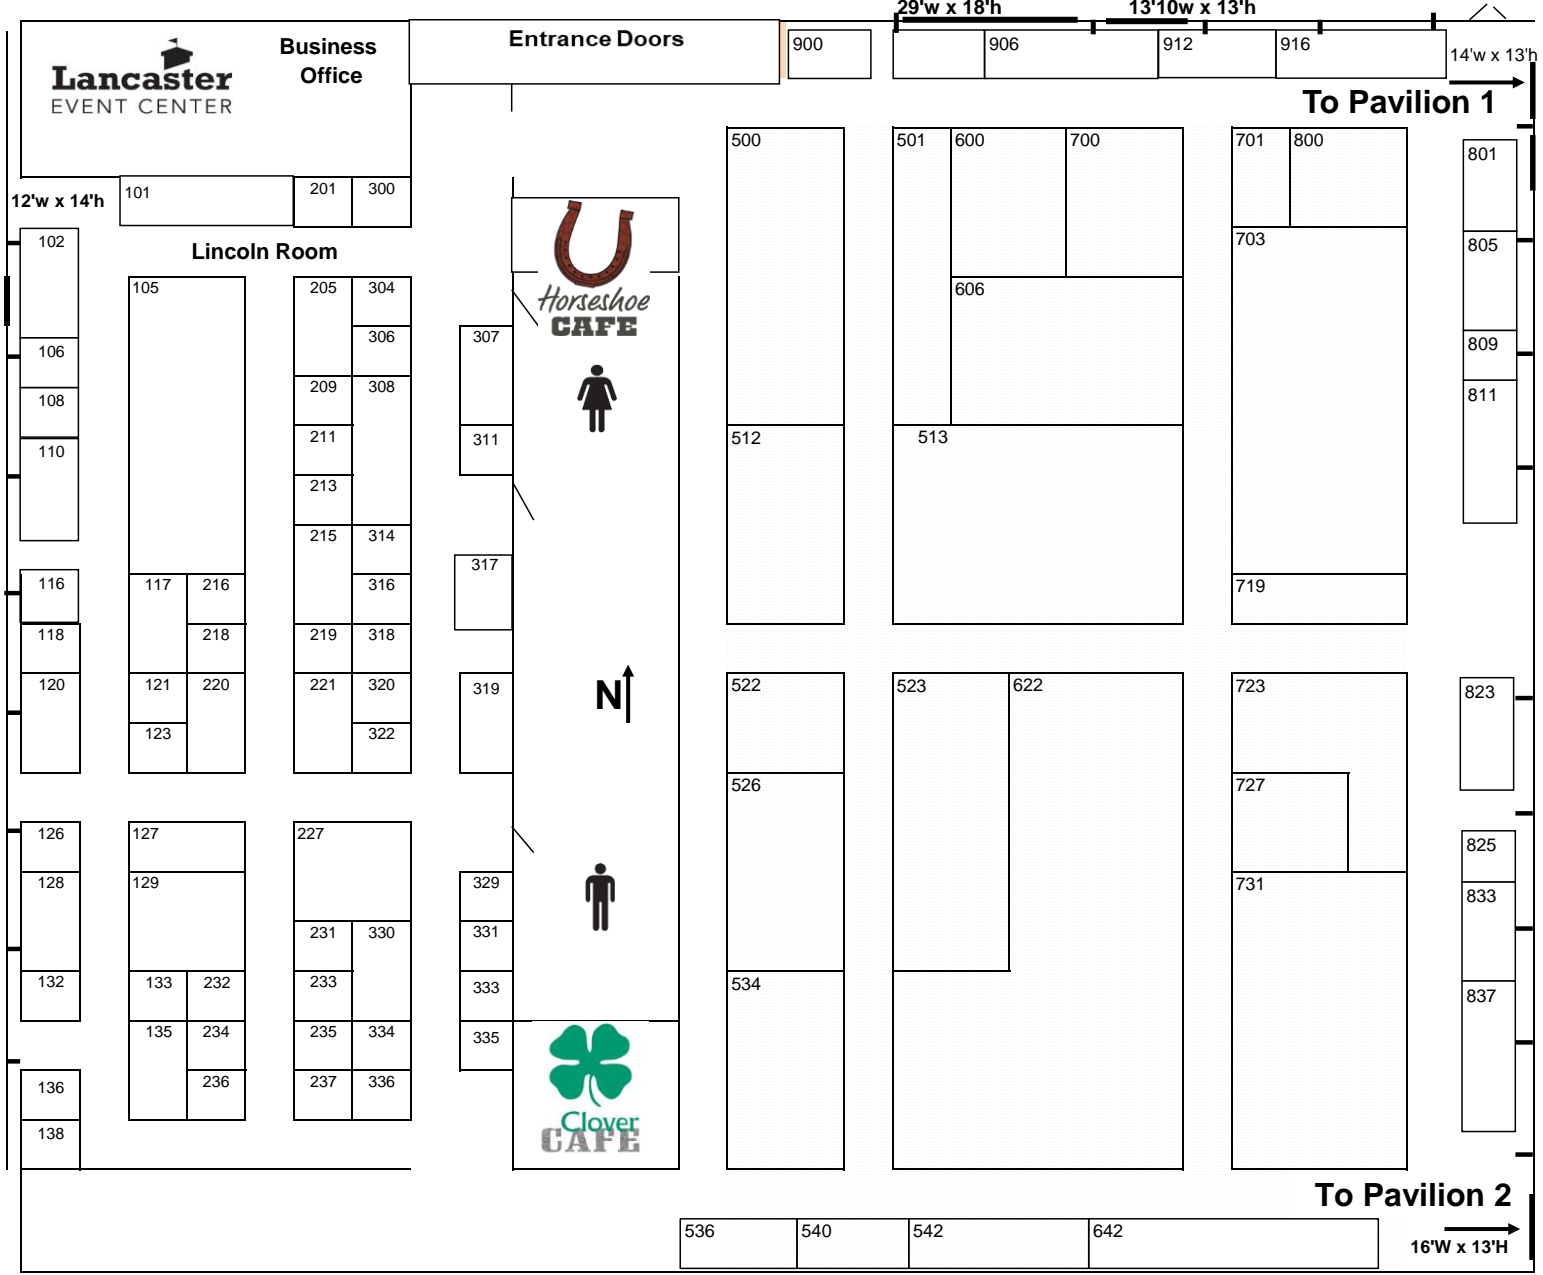 29'w x 18'h 13'10w x 13'h
Entrance Doors
Business
Office
Lancaster
EVENT CENTER
900 906 912 916
14'w x 13'h
To Pavilion 1
500 501 600 700 701 800
801
101 201 300
12'w x 14'h
102
Lincoln Room
703 805
105 205 304
606
Horseshoe
CAFE
306 307
106 809
108 209 308 811
110 211 311 512 513
213
215 314
317
116 117 216 316 719
118 218 219 318
120 121 220 221 320 319 522 523 622 723 823
N
123 322
526 727
126 127 227
825
128 129 329 731
833
231 330 331
132 133 232 233 333 534
837
135 234 235 334 335
136 236 237 336
Clover
CAFE
138
To Pavilion 2
536 540 542 642
16'W x 13'H